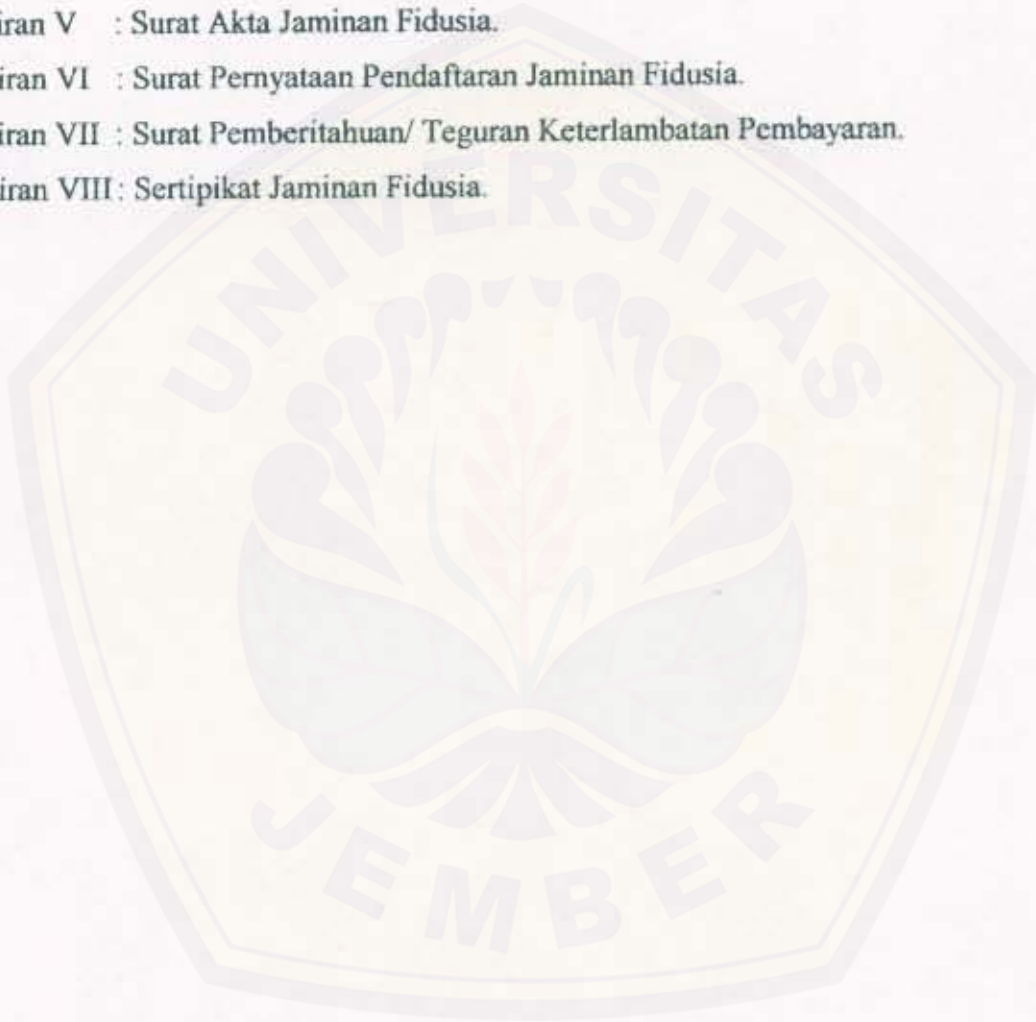 iran V : Surat Akta Jaminan Fidusia.
iran VI : Surat Pernyataan Pendaftaran Jaminan Fidusia.
iran VII : Surat Pemberitahuan/ Teguran Keterlambatan Pembayaran.
iran VIII : Sertipikat Jaminan Fidusia.
UNIVERSITAS
JEMBER